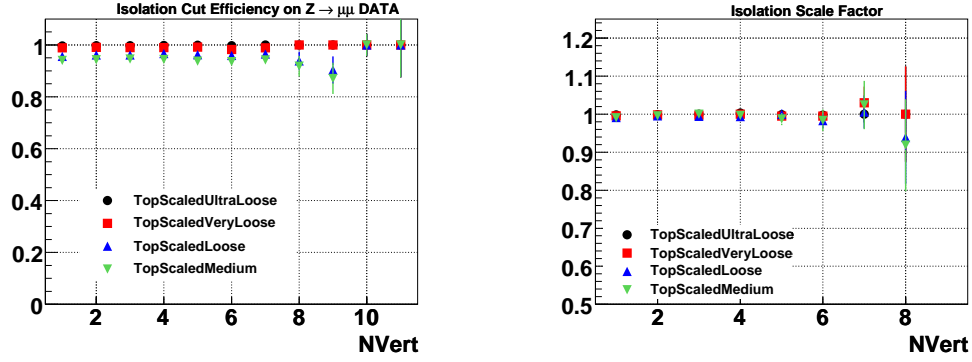 Isolation Cut Efficiency on Z → μμ DATA
1
0.8
0.6
0.4
0.2
0
TopScaledUltraLoose
TopScaledVeryLoose
TopScaledLoose
TopScaledMedium
2 4 6 8 10
NVert
Isolation Scale Factor
1.2
1.1
1
0.9
0.8
0.7
0.6
0.5
TopScaledUltraLoose
TopScaledVeryLoose
TopScaledLoose
TopScaledMedium
2 4 6 8
NVert